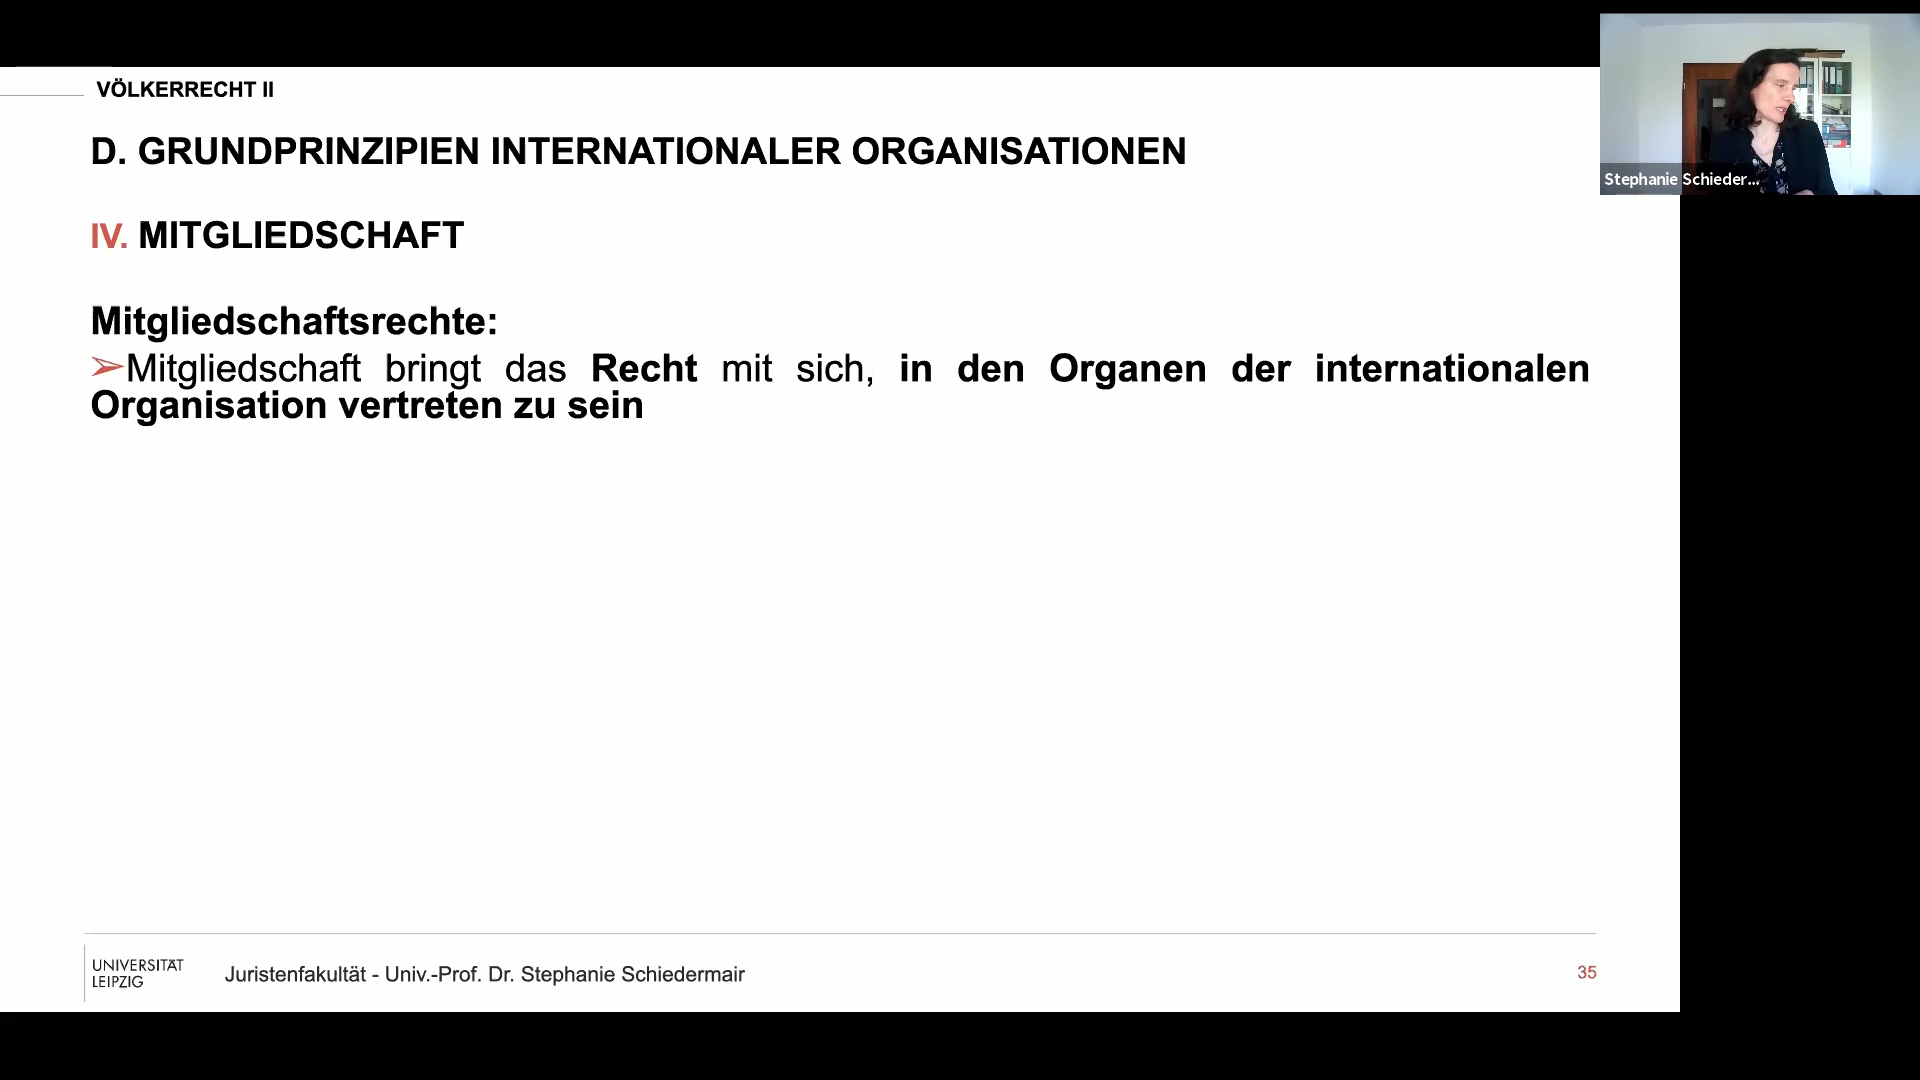 VÖLKERRECHT II
D. GRUNDPRINZIPIEN INTERNATIONALER ORGANISATIONEN
IV. MITGLIEDSCHAFT
Mitgliedschaftsrechte:
➢Mitgliedschaft bringt das Recht mit sich, in den Organen der internationalen
Organisation vertreten zu sein
Stephanie Schieder...
UNIVERSITÄT
LEIPZIG
Juristenfakultät - Univ.-Prof. Dr. Stephanie Schiedermair
35